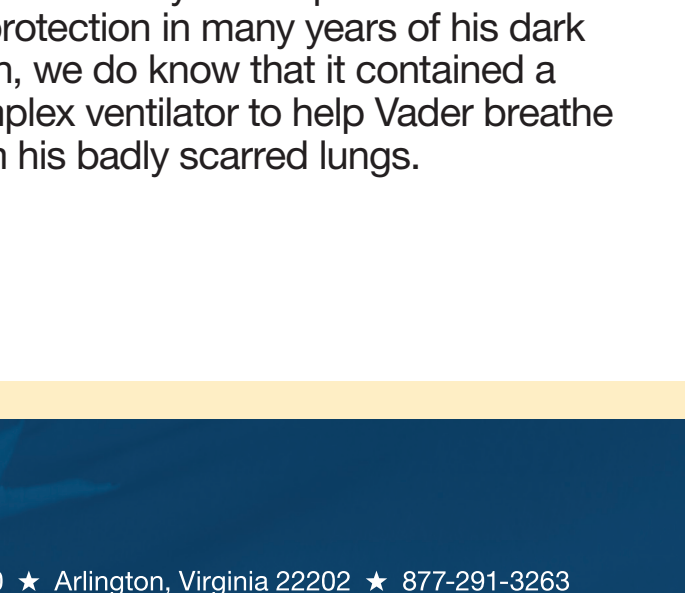 protection in many years of his dark
we do know that it contained a
ventilator to help Vader breathe
his badly scarred lungs.
★ Arlington, Virginia 22202 ★ 877-291-3263